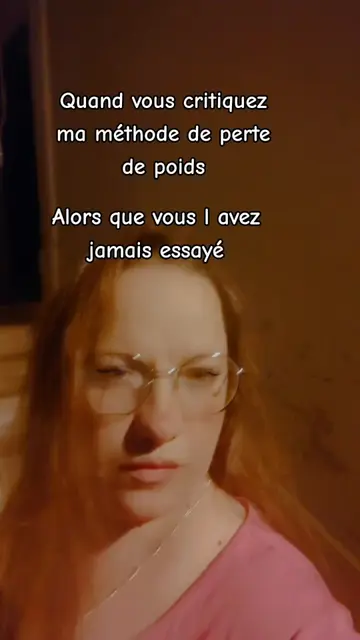 Quand vous critiquez
ma méthode de perte
de poids
Alors que vous l avez
jamais essayé